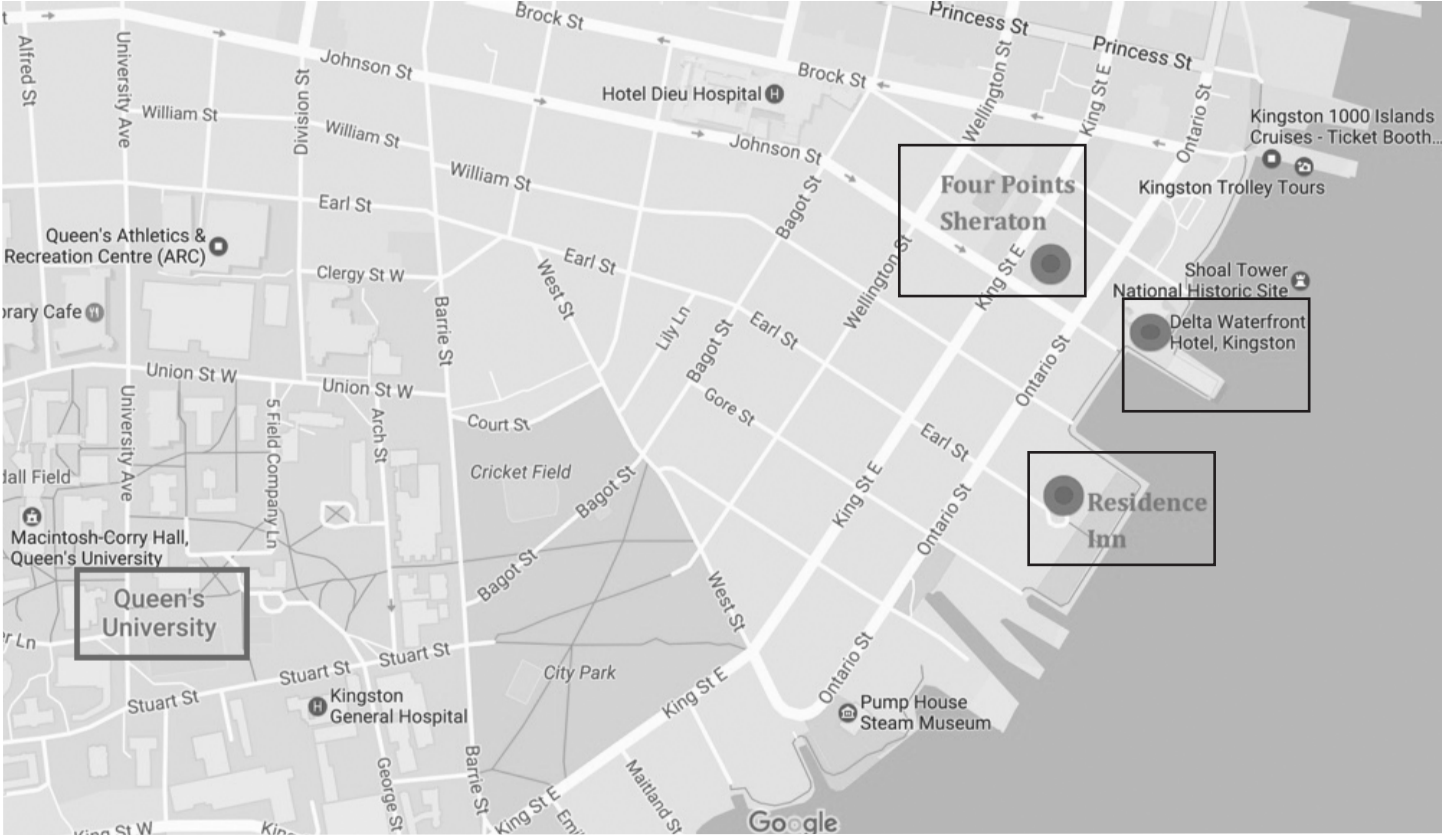 t
Brock St
Princess St
Princess St
Alfred St
University Ave
Johnson St
Division St
Hotel Dieu Hospital
H
Brock St
Wellington St
King St E
Ontario St
Kingston 1000 Islands
Cruises - Ticket Booth...
Kingston Trolley Tours
William St
William St
William St
Johnson St
Bagot St
Four Points
Sheraton
Earl St
Queen's Athletics &
Recreation Centre (ARC)
Clergy St W
West St
Earl St
Wellington St
King St E
Shoal Tower
National Historic Site
Delta Waterfront
Hotel, Kingston
brary Cafe
Barrie St
Lily Ln
Bagot St
Earl St
Ontario St
Union St W
Union St W
University Ave
5 Field Company Ln
Arch St
Court St
Gore St
Earl St
dall Field
Cricket Field
Bagot St
King St E
Ontario St
Residence
Inn
Macintosh-Corry Hall,
Queen's University
Bagot St
West St
Queen's
University
er Ln
Stuart St
Stuart St
Stuart St
City Park
King St E
Ontario St
H
Kingston
General Hospital
Pump House
Steam Museum
George St
Barrie St
Maitland St
King St E
Emi
King St W
King
Google